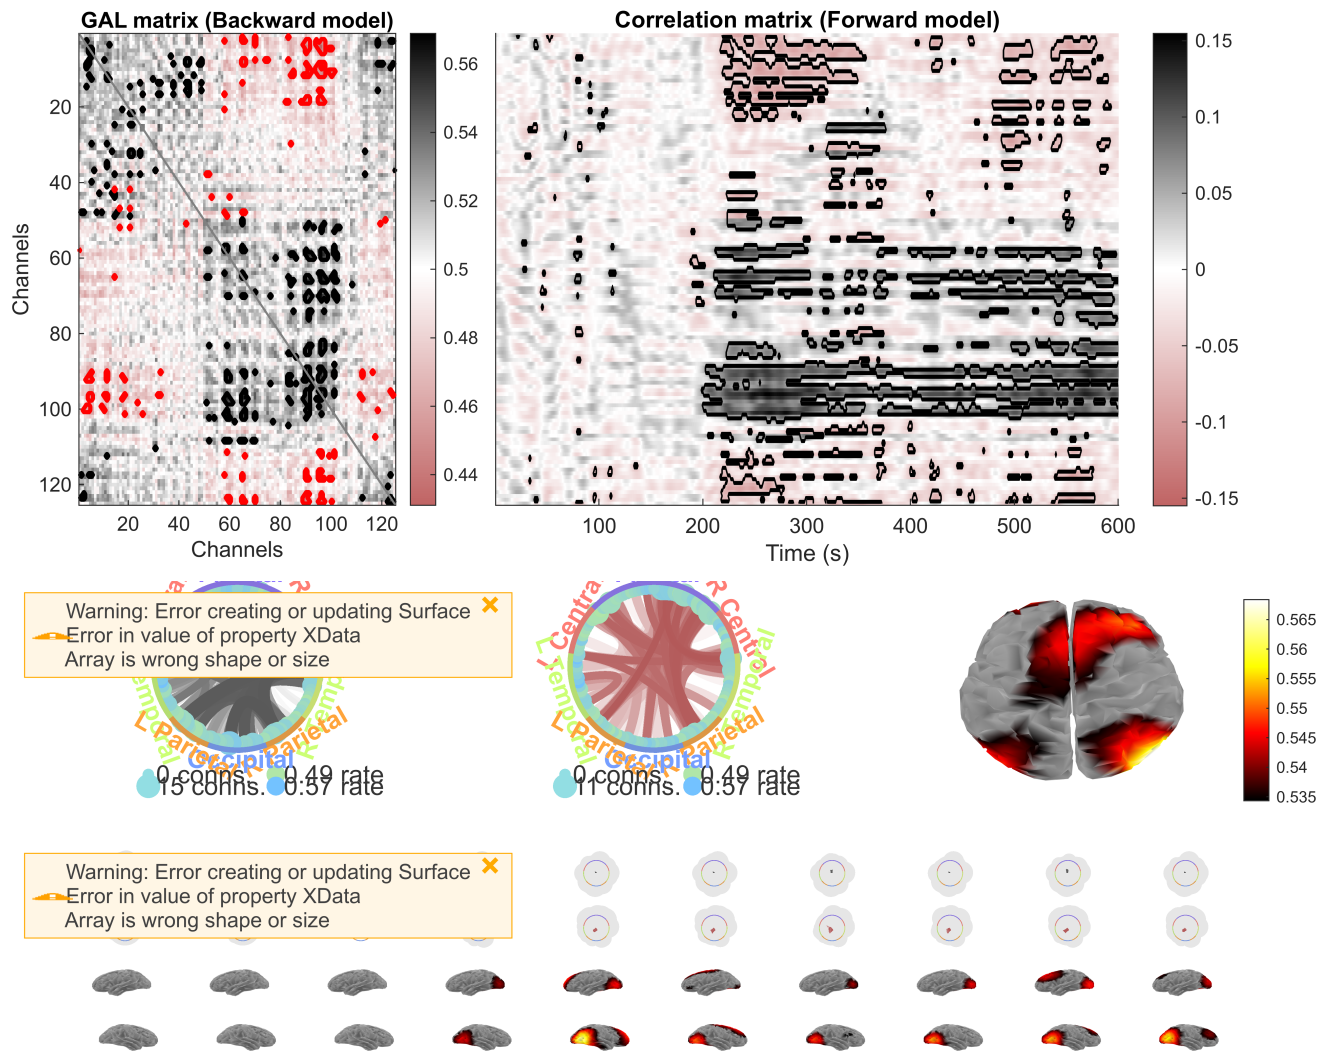 GAL matrix (Backward model)
Correlation matrix (Forward model)
Channels
20
40
60
80
100
120
20
40
60
80
100
120
Channels
0.56
0.54
0.52
0.5
0.48
0.46
0.44
100
200
300
400
500
600
Time (s)
0.15
0.1
0.05
0
-0.05
-0.1
-0.15
Warning: Error creating or updating Surface
Error in value of property XData
Array is wrong shape or size
L Central
R Central
L Temporal
R Temporal
L Parietal
R Parietal
Occipital
0 conns.
0.49 rate
15 conns.
0.57 rate
Occipital
0 conns.
0.49 rate
11 conns.
0.57 rate
0.565
0.56
0.555
0.55
0.545
0.54
0.535
Warning: Error creating or updating Surface
Error in value of property XData
Array is wrong shape or size